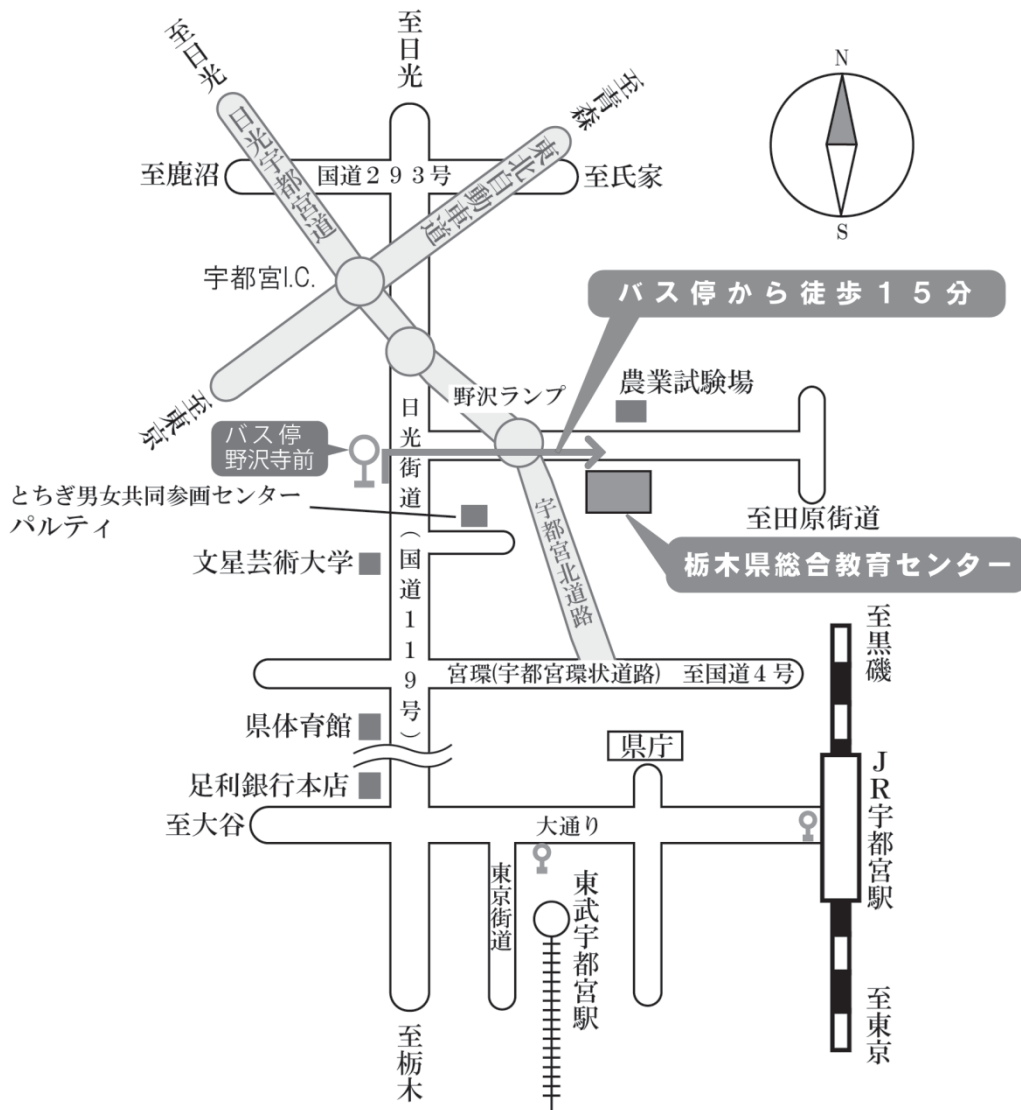 至日光
至日光
至青森
N
S
日光宇都宮道
東北自動車道
至鹿沼
国道293号
至氏家
宇都宮I.C.
バス停から徒歩15分
至東京
野沢ランプ
農業試験場
バス停
野沢寺前
日光街道(国道119号)
とちぎ男女共同参画センター
パルティ
宇都宮北道路
至田原街道
文星芸術大学
栃木県総合教育センター
宮環(宇都宮環状道路) 至国道4号
至黒磯
県体育館
県庁
足利銀行本店
JR宇都宮駅
至大谷
大通り
東京街道
東武宇都宮駅
至東京
至栃木